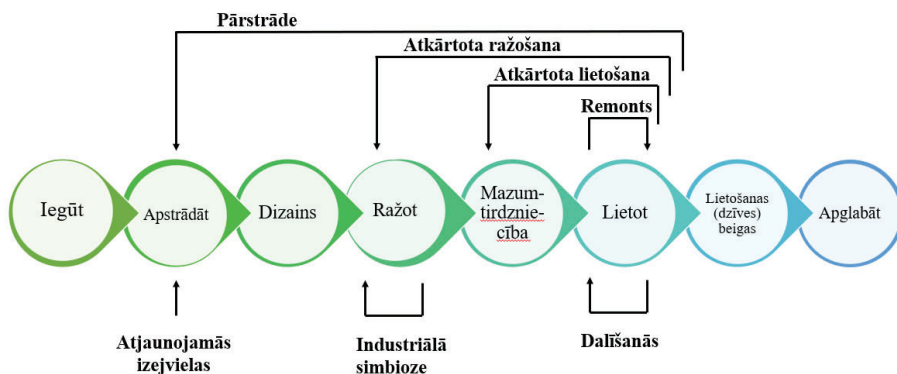 Pārstrāde
Atkārtota ražošana
Atkārtota lietošana
Remonts
Iegūt
Apstrādāt
Dizains
Ražot
Mazum-
tirdznie-
cība
Lietot
Lietošanas
(dzīves)
beigas
Apglabāt
Atjaunojamās
izejvielas
Industriālā
simbioze
Dalīšanās